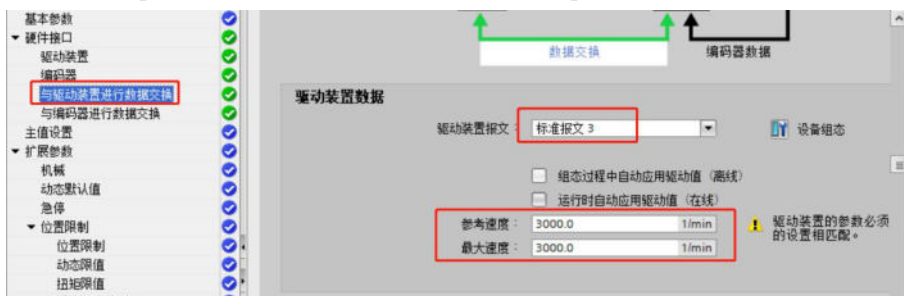 基本参数
硬件接口
驱动装置
编码器
与驱动装置进行数据交换
与编码器进行数据交换
主值设置
扩展参数
机械
动态默认值
急停
位置限制
位置限制
动态限值
扭矩限值
数据交换
编码器数据
驱动装置数据
驱动装置报文：
标准报文 3
设备组态
组态过程中自动应用驱动值（离线）
运行时自动应用驱动值（在线）
参考速度：
3000.0
1/min
最大速度：
3000.0
1/min
驱动装置的参数必须
的设置相匹配。